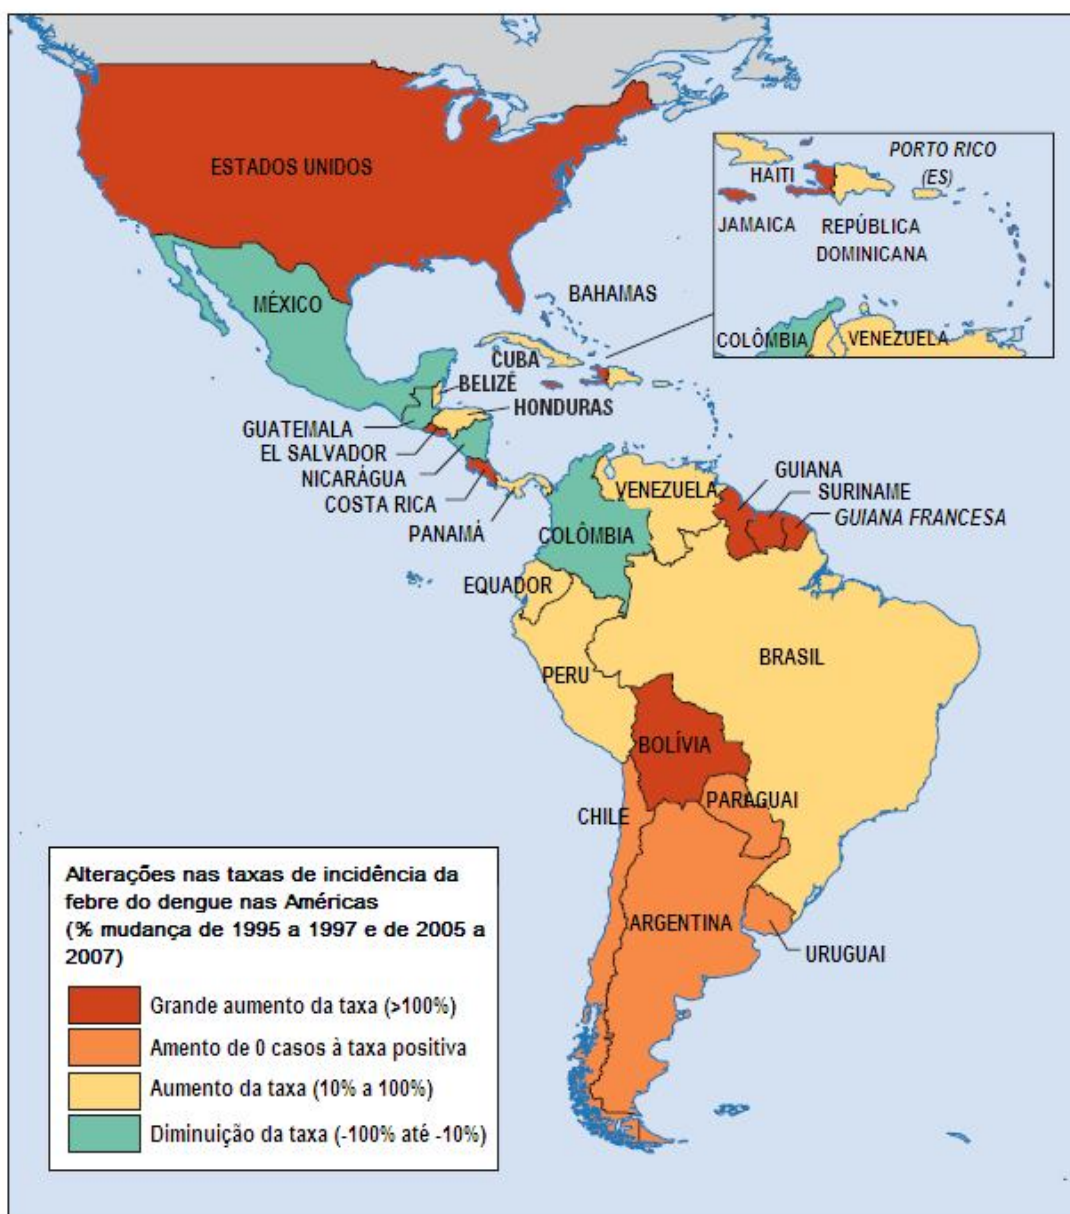 ESTADOS UNIDOS
MÉXICO
BAHAMAS
CUBA
BELIZÉ
HONDURAS
GUATEMALA
EL SALVADOR
NICARÁGUA
COSTA RICA
PANAMÁ
PORTO RICO
(ES)
HAITI
JAMAICA
REPÚBLICA
DOMINICANA
COLÔMBIA
VENEZUELA
VENEZUELA
GUIANA
SURINAME
GUIANA FRANCESA
COLÔMBIA
EQUADOR
PERU
BRASIL
BOLÍVIA
PARAGUAI
CHILE
ARGENTINA
URUGUAI
Alterações nas taxas de incidência da
febre do dengue nas Américas
(% mudança de 1995 a 1997 e de 2005 a
2007)
Grande aumento da taxa (>100%)
Amento de 0 casos à taxa positiva
Aumento da taxa (10% a 100%)
Diminuição da taxa (-100% até -10%)